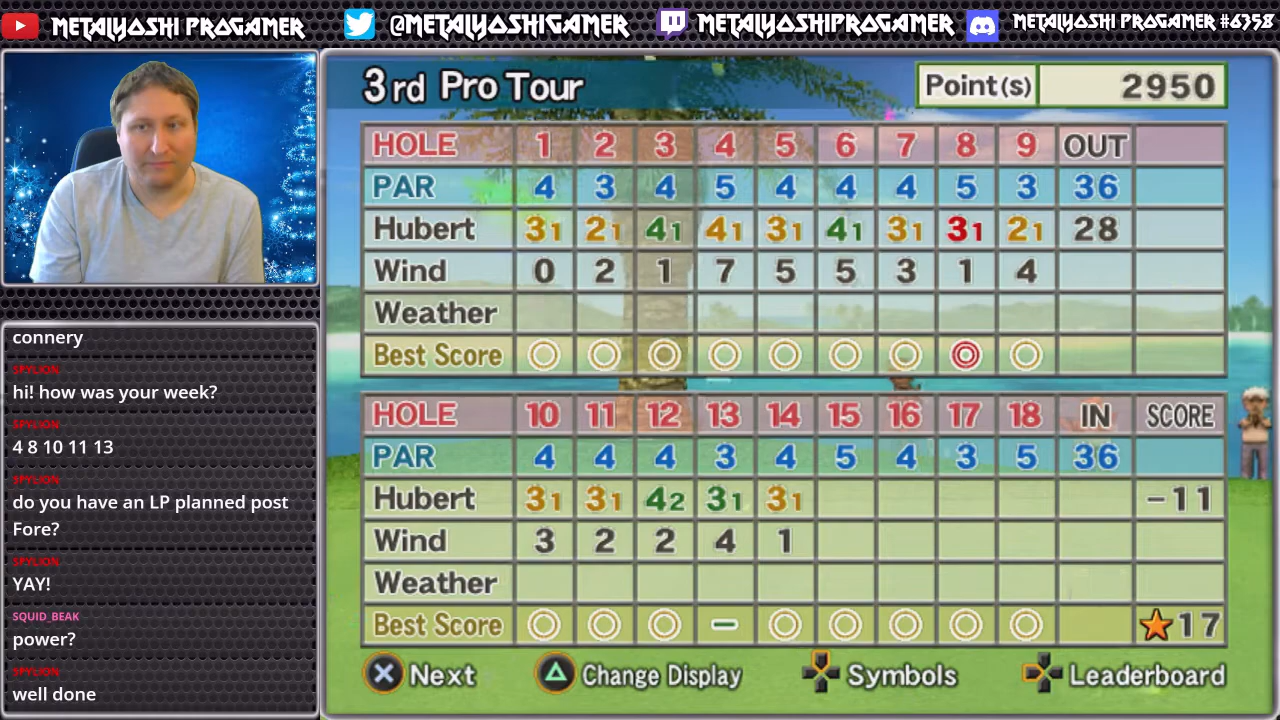 METALYOSHI PROGAMER @METALYOSHIGAMER METALYOSHIPROGAMER METALYOSHI PROGAMER #6358
connery
SPYLION
hi! how was your week?
SPYLION
4 8 10 11 13
SPYLION
do you have an LP planned post
Fore?
SPYLION
YAY!
SQUID_BEAK
power?
SPYLION
well done
3rd Pro Tour Point(s) 2950
HOLE 1 2 3 4 5 6 7 8 9 OUT
PAR 4 3 4 5 4 4 4 5 3 36
Hubert 31 21 41 41 31 41 31 31 21 28
Wind 0 2 1 7 5 5 3 1 4
Weather
Best Score
HOLE 10 11 12 13 14 15 16 17 18 IN SCORE
PAR 4 4 4 3 4 5 4 3 5 36
Hubert 31 31 42 31 31 -11
Wind 3 2 2 4 1
Weather
Best Score – 17
Next Change Display Symbols Leaderboard